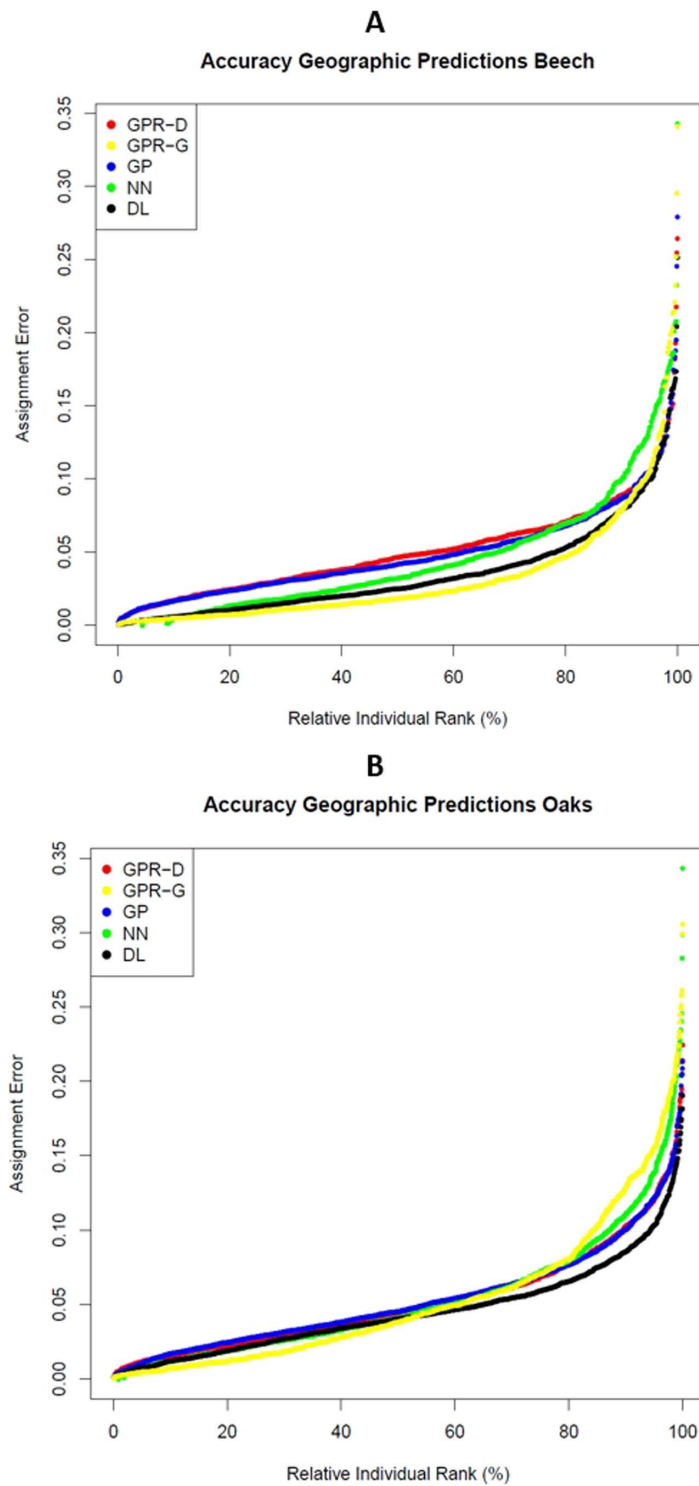 A
Accuracy Geographic Predictions Beech
0.35
0.30
0.25
0.20
0.15
0.10
0.05
0.00
Assignment Error
GPR-D
GPR-G
GP
NN
DL
0 20 40 60 80 100
Relative Individual Rank (%)
B
Accuracy Geographic Predictions Oaks
0.35
0.30
0.25
0.20
0.15
0.10
0.05
0.00
Assignment Error
GPR-D
GPR-G
GP
NN
DL
0 20 40 60 80 100
Relative Individual Rank (%)